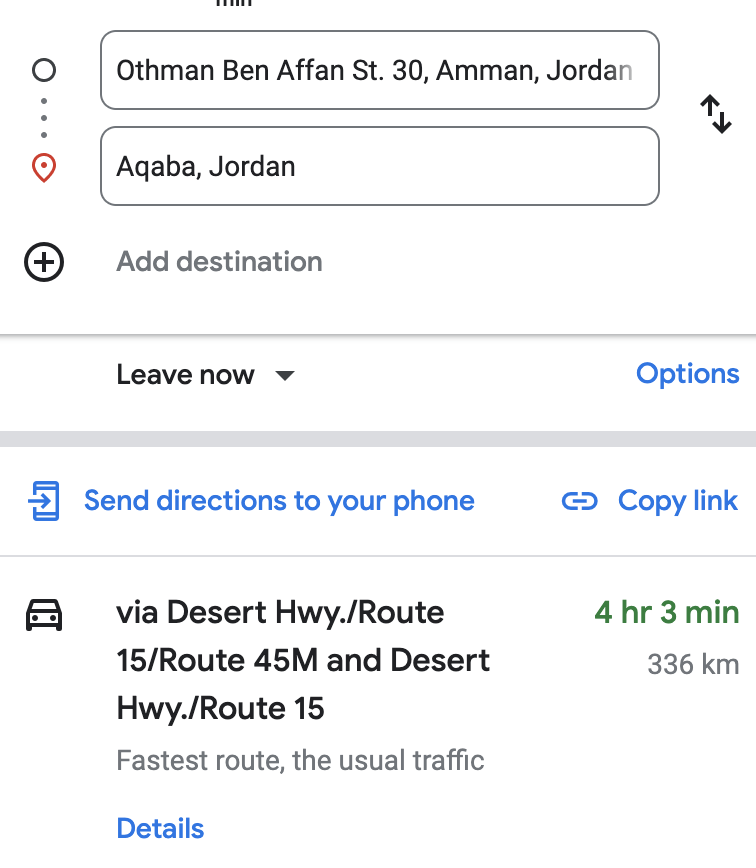 min
Othman Ben Affan St. 30, Amman, Jordan
Aqaba, Jordan
Add destination
Leave now
Options
Send directions to your phone
Copy link
via Desert Hwy./Route
4 hr 3 min
15/Route 45M and Desert
336 km
Hwy./Route 15
Fastest route, the usual traffic
Details